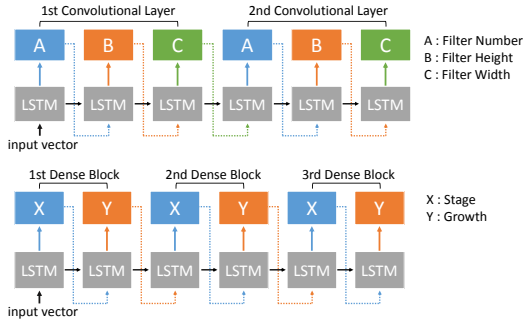 1st Convolutional Layer 2nd Convolutional Layer
A B C A B C
A : Filter Number
B : Filter Height
C : Filter Width
LSTM LSTM LSTM LSTM LSTM LSTM
input vector
1st Dense Block 2nd Dense Block 3rd Dense Block
X Y X Y X Y
X : Stage
Y : Growth
LSTM LSTM LSTM LSTM LSTM LSTM
input vector